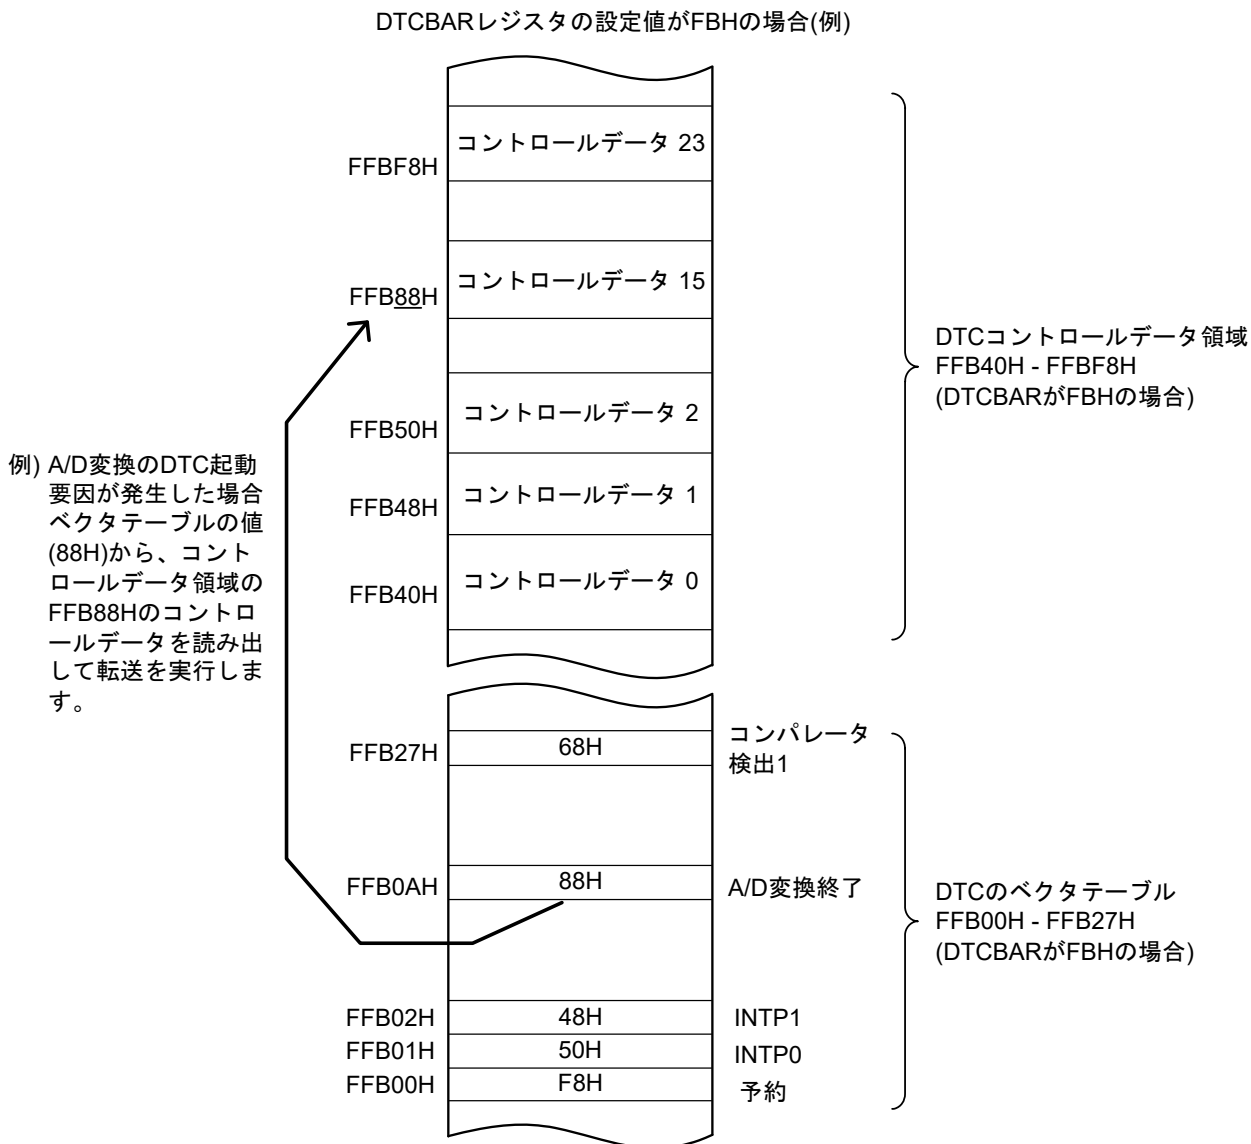 DTCBARレジスタの設定値がFBHの場合(例)
コントロールデータ 23
FFBF8H
コントロールデータ 15
FFB88H
コントロールデータ 2
FFB50H
コントロールデータ 1
FFB48H
コントロールデータ 0
FFB40H
DTCコントロールデータ領域
FFB40H - FFBF8H
(DTCBARがFBHの場合)
例) A/D変換のDTC起動
要因が発生した場合
ベクタテーブルの値
(88H)から、コント
ロールデータ領域の
FFB88Hのコントロ
ールデータを読み出
して転送を実行しま
す。
FFB27H
68H
コンパレータ
検出1
FFB0AH
88H
A/D変換終了
DTCのベクタテーブル
FFB00H - FFB27H
(DTCBARがFBHの場合)
FFB02H
48H
INTP1
FFB01H
50H
INTP0
FFB00H
F8H
予約